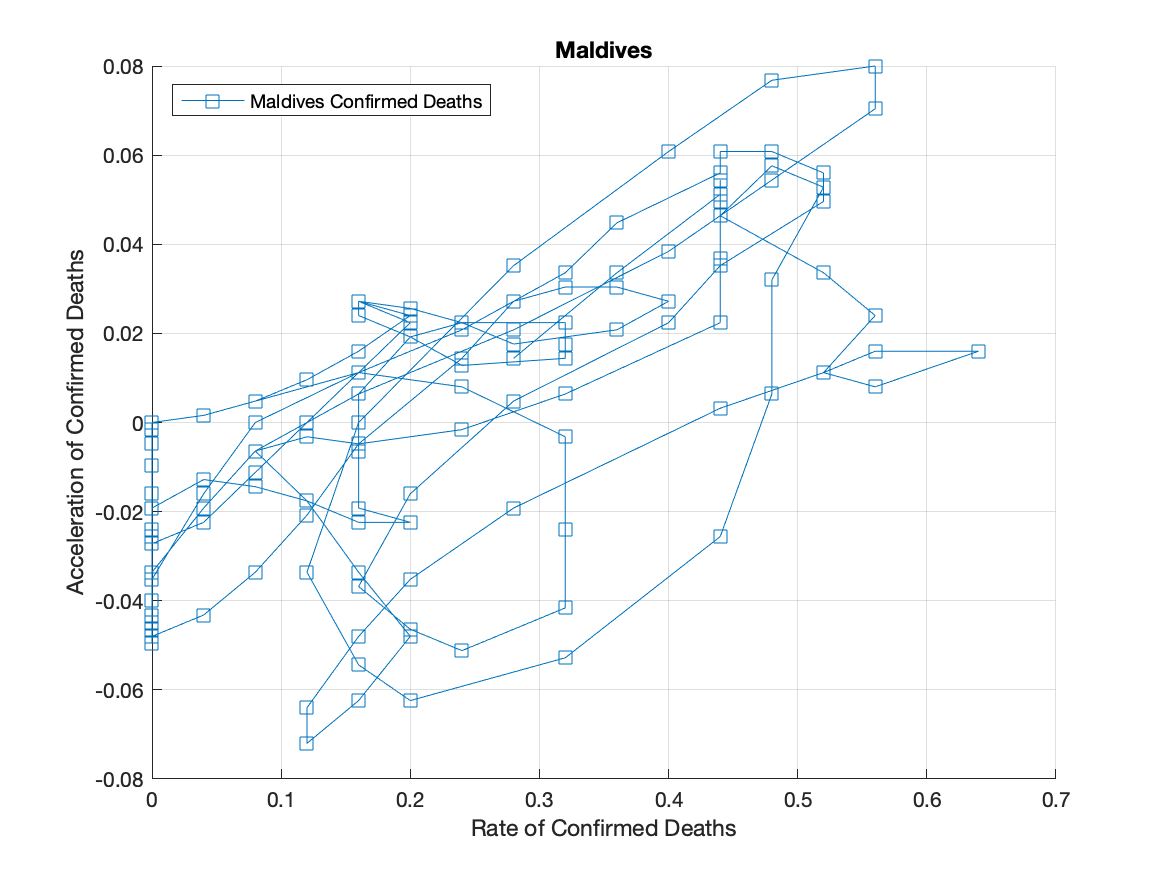 Maldives
Maldives Confirmed Deaths
0.08
0.06
0.04
0.02
0
-0.02
-0.04
-0.06
-0.08
Acceleration of Confirmed Deaths
0 0.1 0.2 0.3 0.4 0.5 0.6 0.7
Rate of Confirmed Deaths